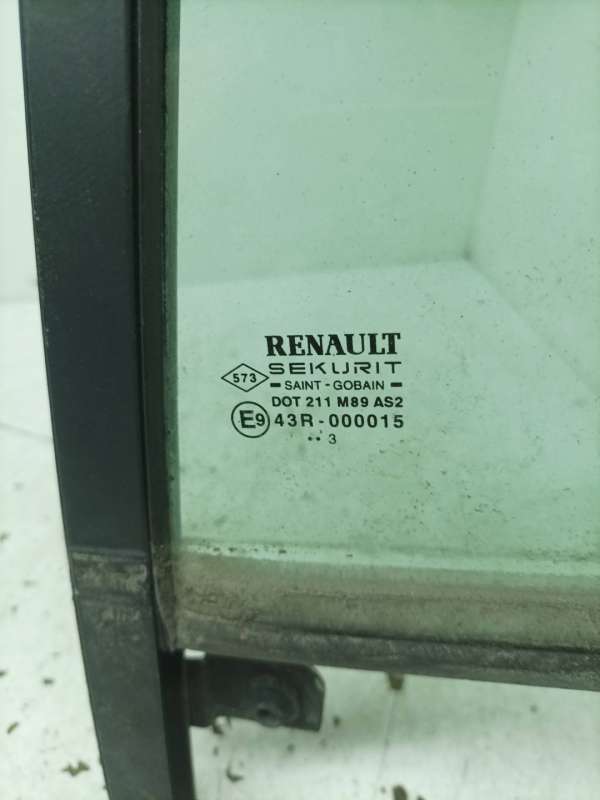 RENAULT
573 SEKURIT
SAINT - GOBAIN
DOT 211 M89 AS2
E9 43R - 000015
•• 3